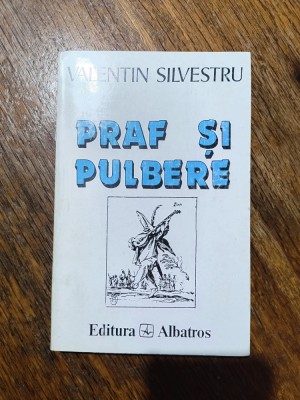 VALENTIN SILVESTRU
PRAF ȘI
PULBERE
Editura Albatros